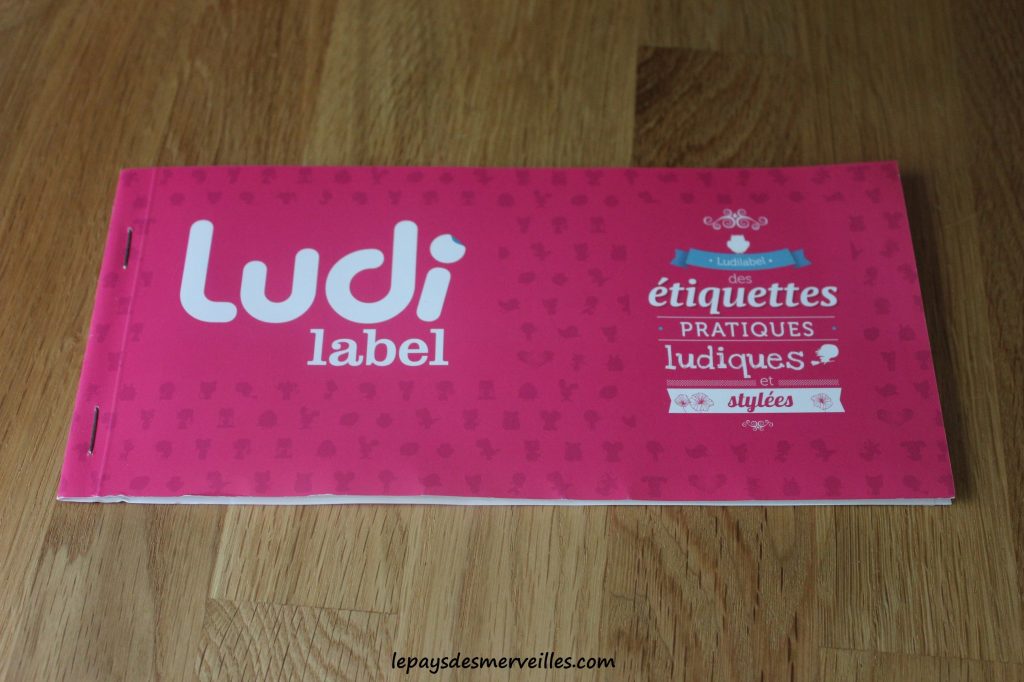 Ludi
label
Ludilabel
des
étiquettes
PRATIQUES
ludiques
et
stylées
lepaysdesmerveilles.com